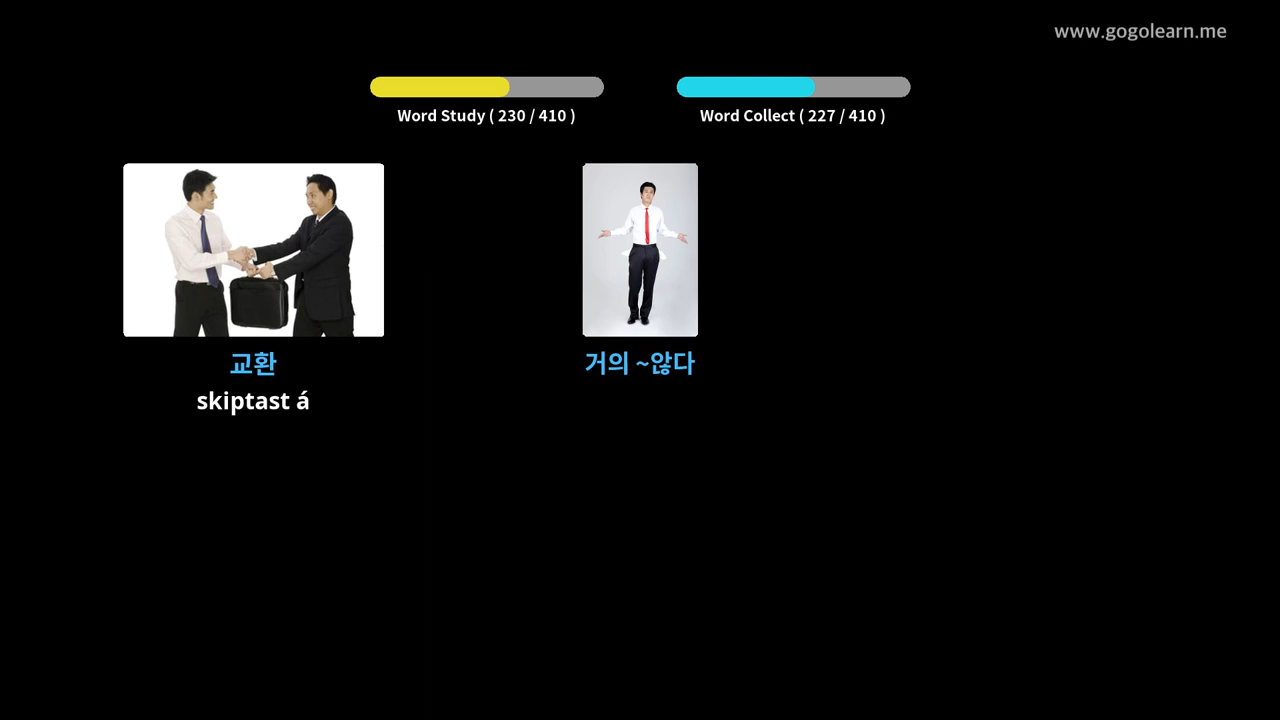 www.gogolearn.me
Word Study ( 230 / 410 )
Word Collect ( 227 / 410 )
교환
skiptast á
거의 ~않다